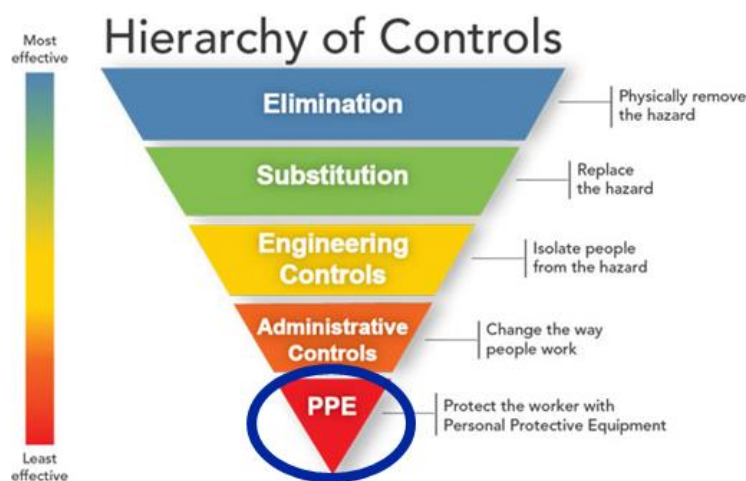 Hierarchy of Controls
Most
effective
Elimination
Physically remove
the hazard
Substitution
Replace
the hazard
Engineering
Controls
Isolate people
from the hazard
Administrative
Controls
Change the way
people work
PPE
Protect the worker with
Personal Protective Equipment
Least
effective